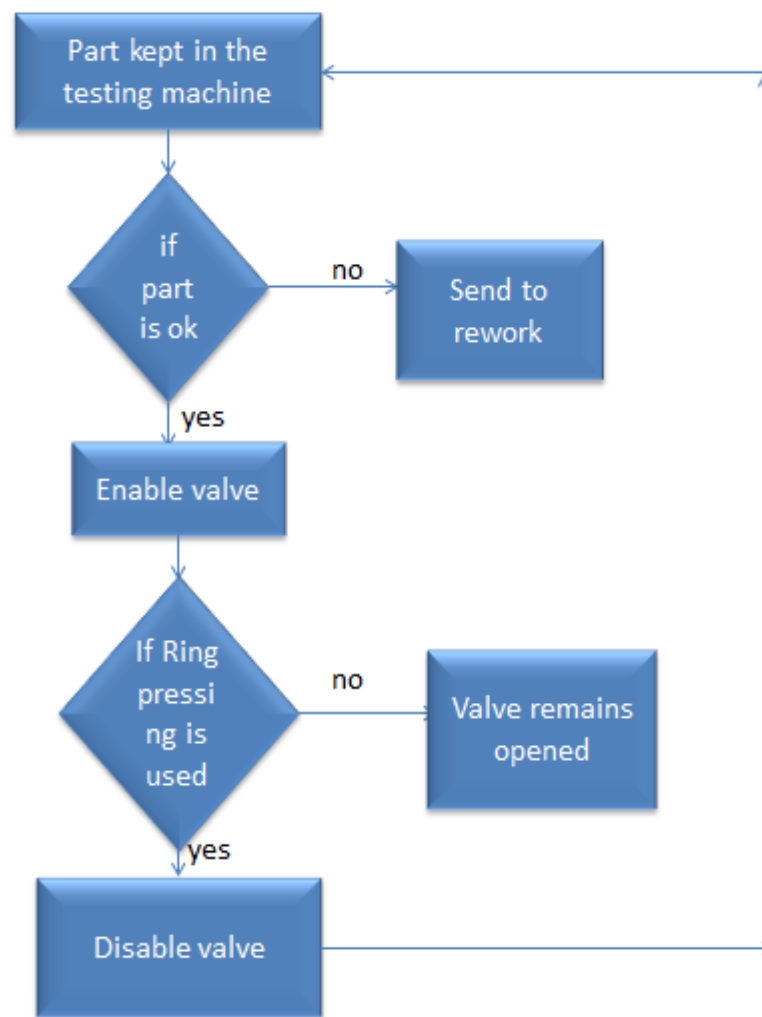 Part kept in the
testing machine
if
part
is ok
no
Send to
rework
yes
Enable valve
If Ring
pressi
ng is
used
no
Valve remains
opened
yes
Disable valve